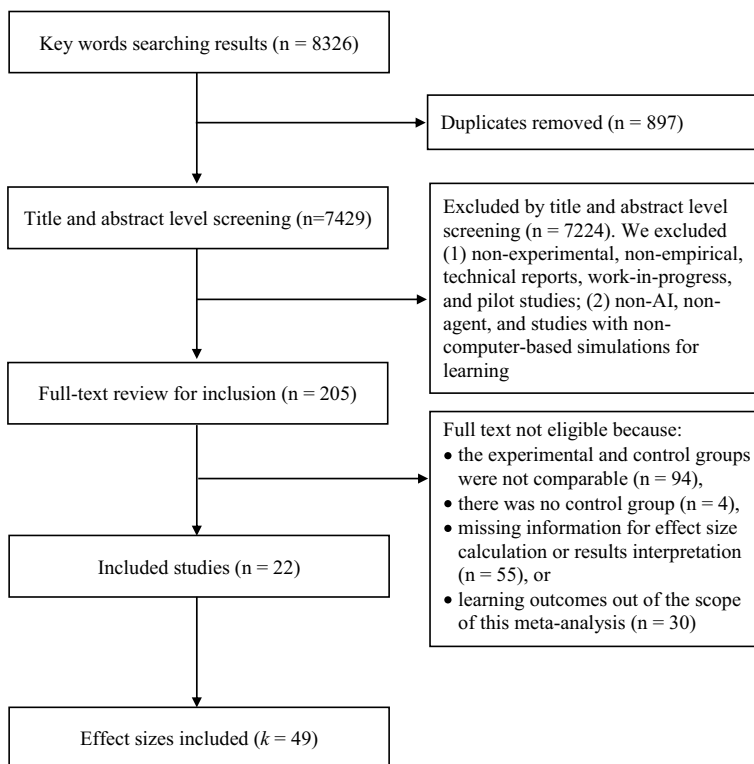 Key words searching results (n = 8326)
Duplicates removed (n = 897)
Title and abstract level screening (n=7429)
Excluded by title and abstract level
screening (n = 7224). We excluded
(1) non-experimental, non-empirical,
technical reports, work-in-progress,
and pilot studies; (2) non-AI, non-
agent, and studies with non-
computer-based simulations for
learning
Full-text review for inclusion (n = 205)
Full text not eligible because:
• the experimental and control groups
were not comparable (n = 94),
• there was no control group (n = 4),
• missing information for effect size
calculation or results interpretation
(n = 55), or
• learning outcomes out of the scope
of this meta-analysis (n = 30)
Included studies (n = 22)
Effect sizes included (k = 49)